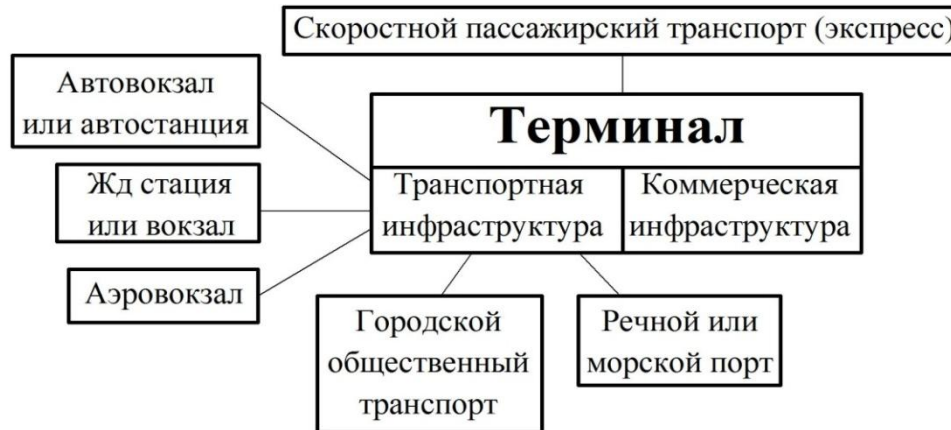 Скоростной пассажирский транспорт (экспресс)
Автовокзал
или автостанция
Терминал
Жд стация
или вокзал
Транспортная
инфраструктура
Коммерческая
инфраструктура
Аэровокзал
Городской
общественный
транспорт
Речной или
морской порт